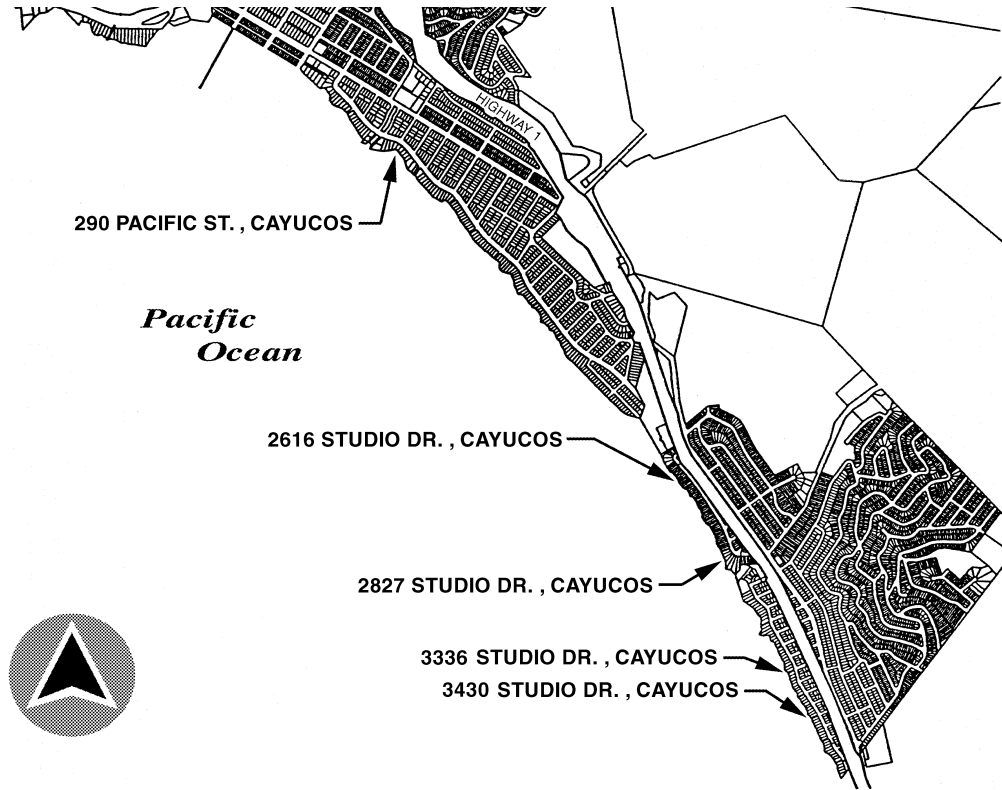 HIGHWAY 1
290 PACIFIC ST. , CAYUCOS
Pacific
Ocean
2616 STUDIO DR. , CAYUCOS
2827 STUDIO DR. , CAYUCOS
3336 STUDIO DR. , CAYUCOS
3430 STUDIO DR. , CAYUCOS